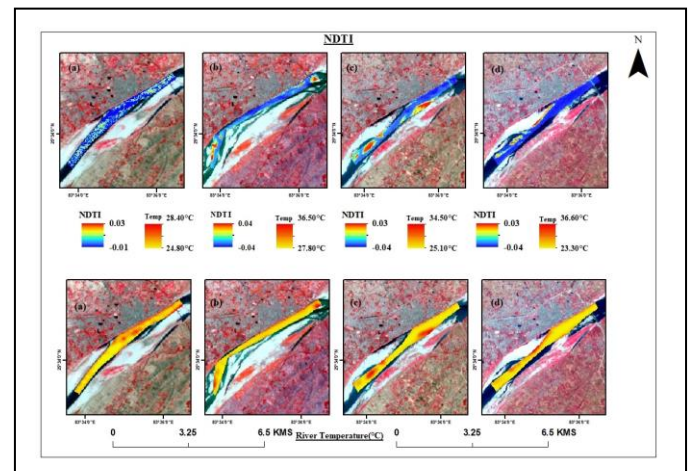 NDTI
N
(a)
(b)
(c)
(d)
NDTI
0.03
-0.01
Temp 28.40°C
24.80°C
NDTI
0.04
-0.04
Temp 36.50°C
27.80°C
NDTI
0.03
-0.04
Temp 34.50°C
25.10°C
NDTI
0.04
-0.04
Temp 36.60°C
23.30°C
(a)
(b)
(c)
(d)
0 3.25 6.5 KMS River Temperature(°C) 0 3.25 6.5 KMS